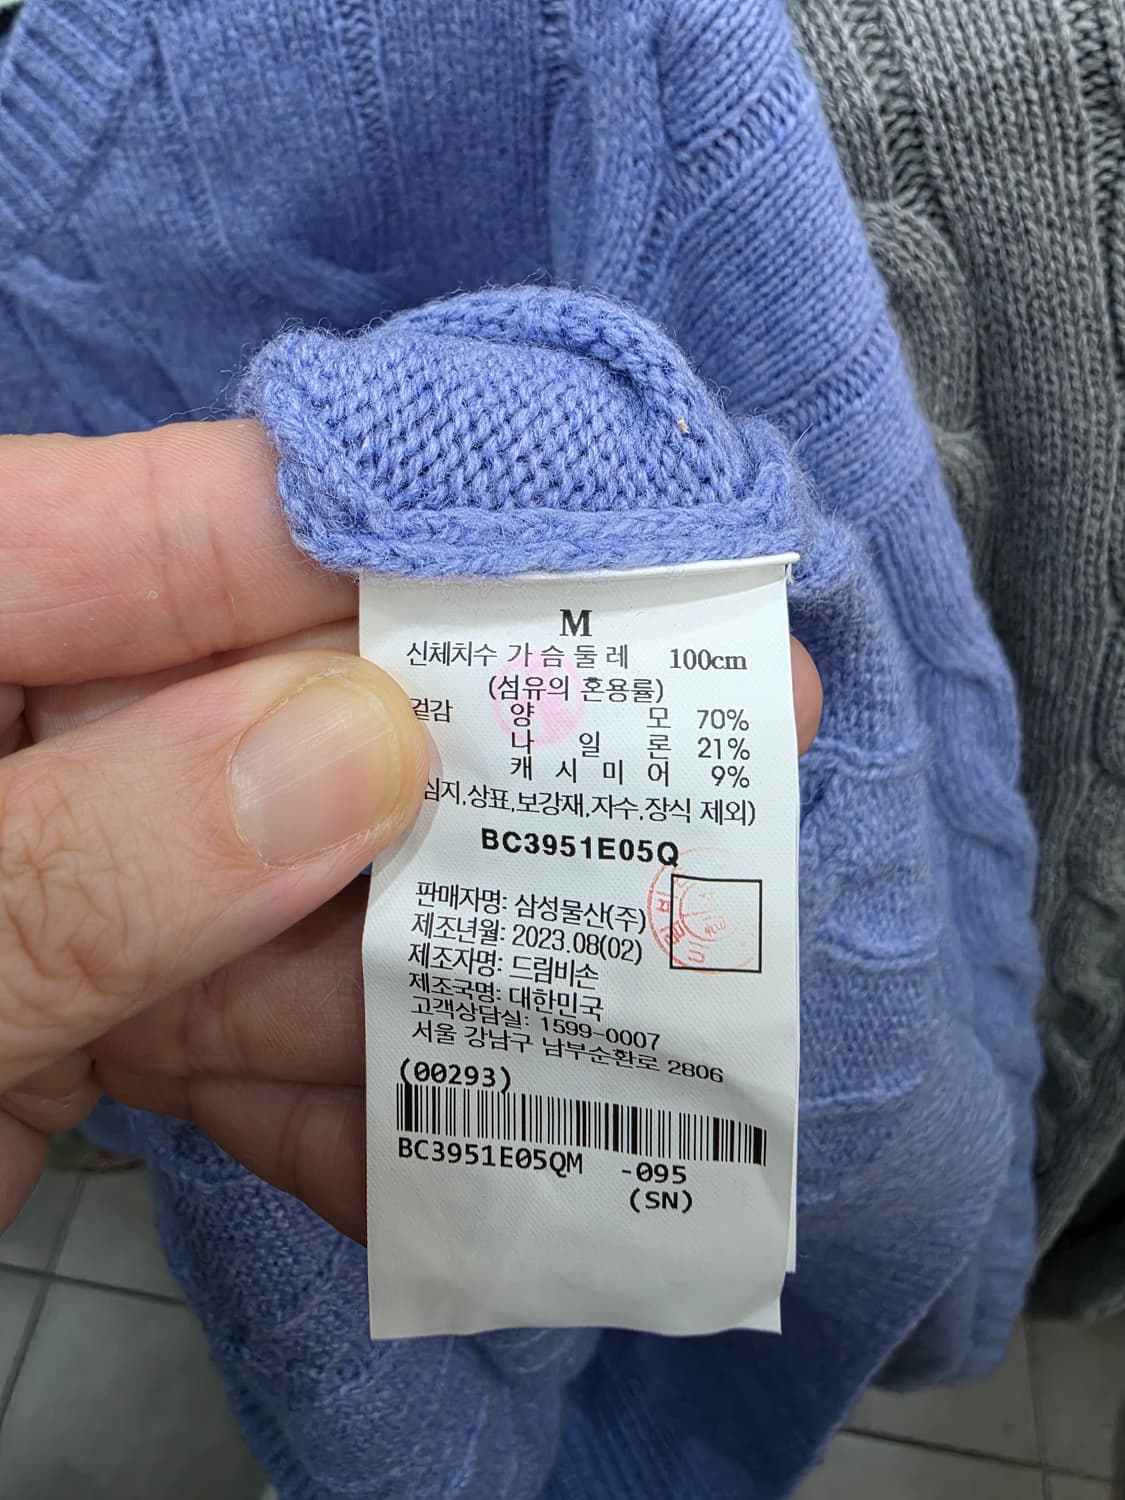 M
신체치수 가슴둘레 100cm
(섬유의 혼용률)
겉감 양 모 70%
나 일 론 21%
캐 시 미 어 9%
심지,상표,보강재,자수,장식 제외)
BC3951E05Q
판매자명: 삼성물산(주)
제조년월: 2023.08(02)
제조자명: 드림비손
제조국명: 대한민국
고객상담실: 1599-0007
서울 강남구 남부순환로 2806
(00293)
BC3951E05QM -095
(SN)